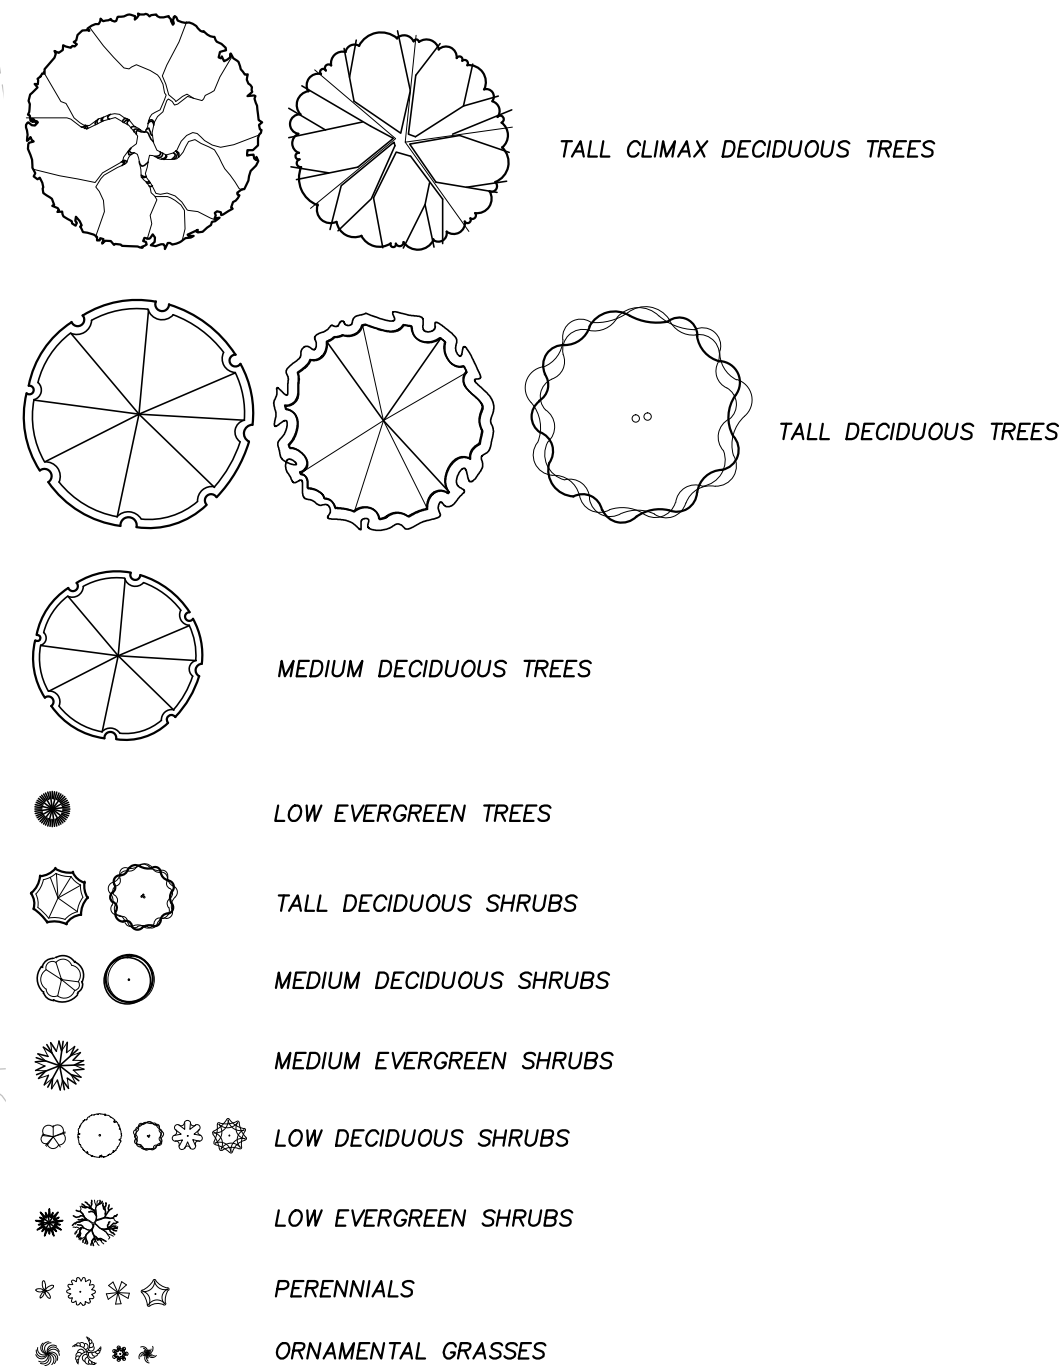 TALL CLIMAX DECIDUOUS TREES
TALL DECIDUOUS TREES
MEDIUM DECIDUOUS TREES
LOW EVERGREEN TREES
TALL DECIDUOUS SHRUBS
MEDIUM DECIDUOUS SHRUBS
MEDIUM EVERGREEN SHRUBS
LOW DECIDUOUS SHRUBS
LOW EVERGREEN SHRUBS
PERENNIALS
ORNAMENTAL GRASSES